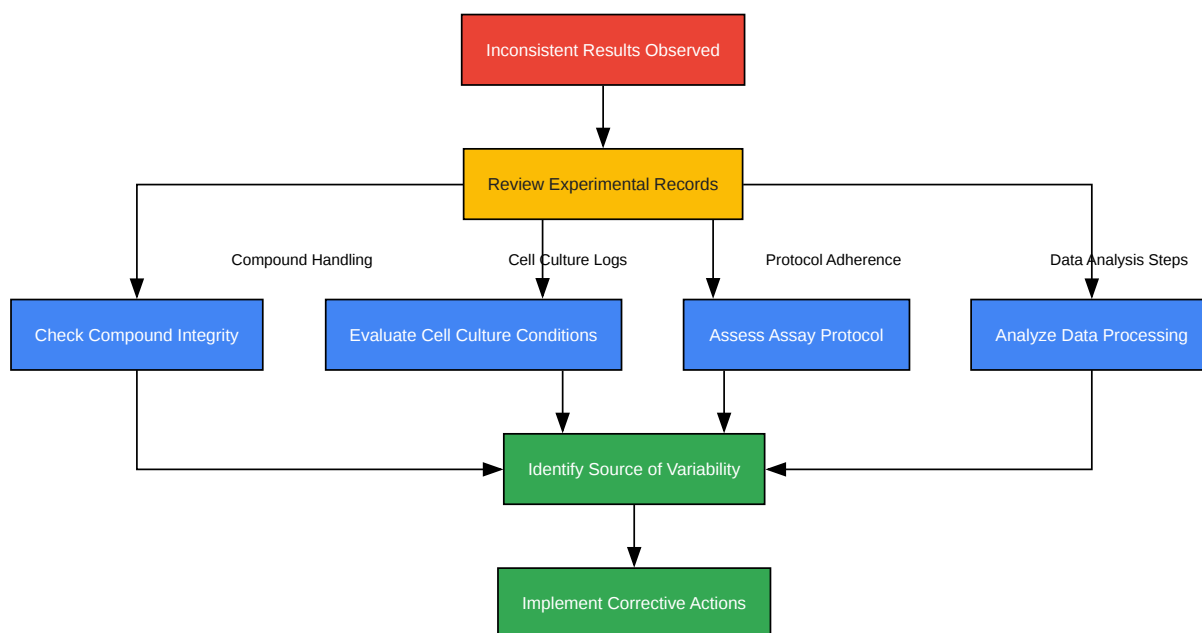 Inconsistent Results Observed
Review Experimental Records
Compound Handling
Cell Culture Logs
Protocol Adherence
Data Analysis Steps
Check Compound Integrity
Evaluate Cell Culture Conditions
Assess Assay Protocol
Analyze Data Processing
Identify Source of Variability
Implement Corrective Actions